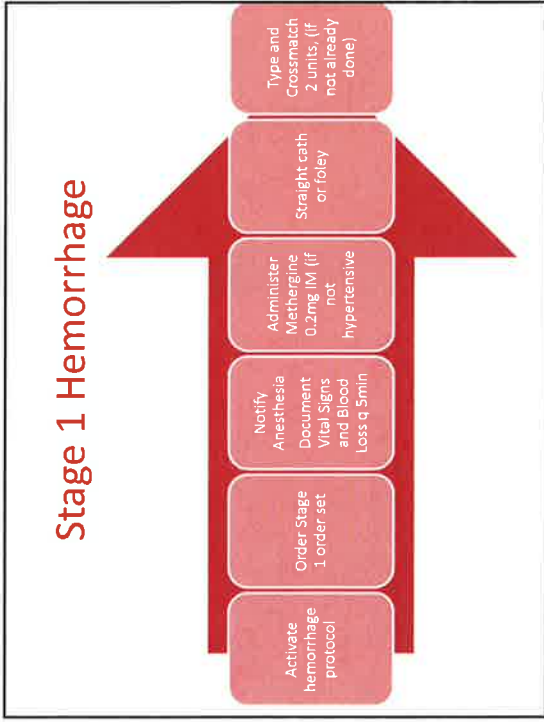 Stage 1 Hemorrhage
Activate
hemorrhage
protocol
Order Stage
1 order set
Notify
Anesthesia
Document
Vital Signs
and Blood
Loss q 5min
Administer
Methergine
0.2mg IM (if
not
hypertensive
Straight cath
or foley
Type and
Crossmatch
2 units, (if
not already
done)